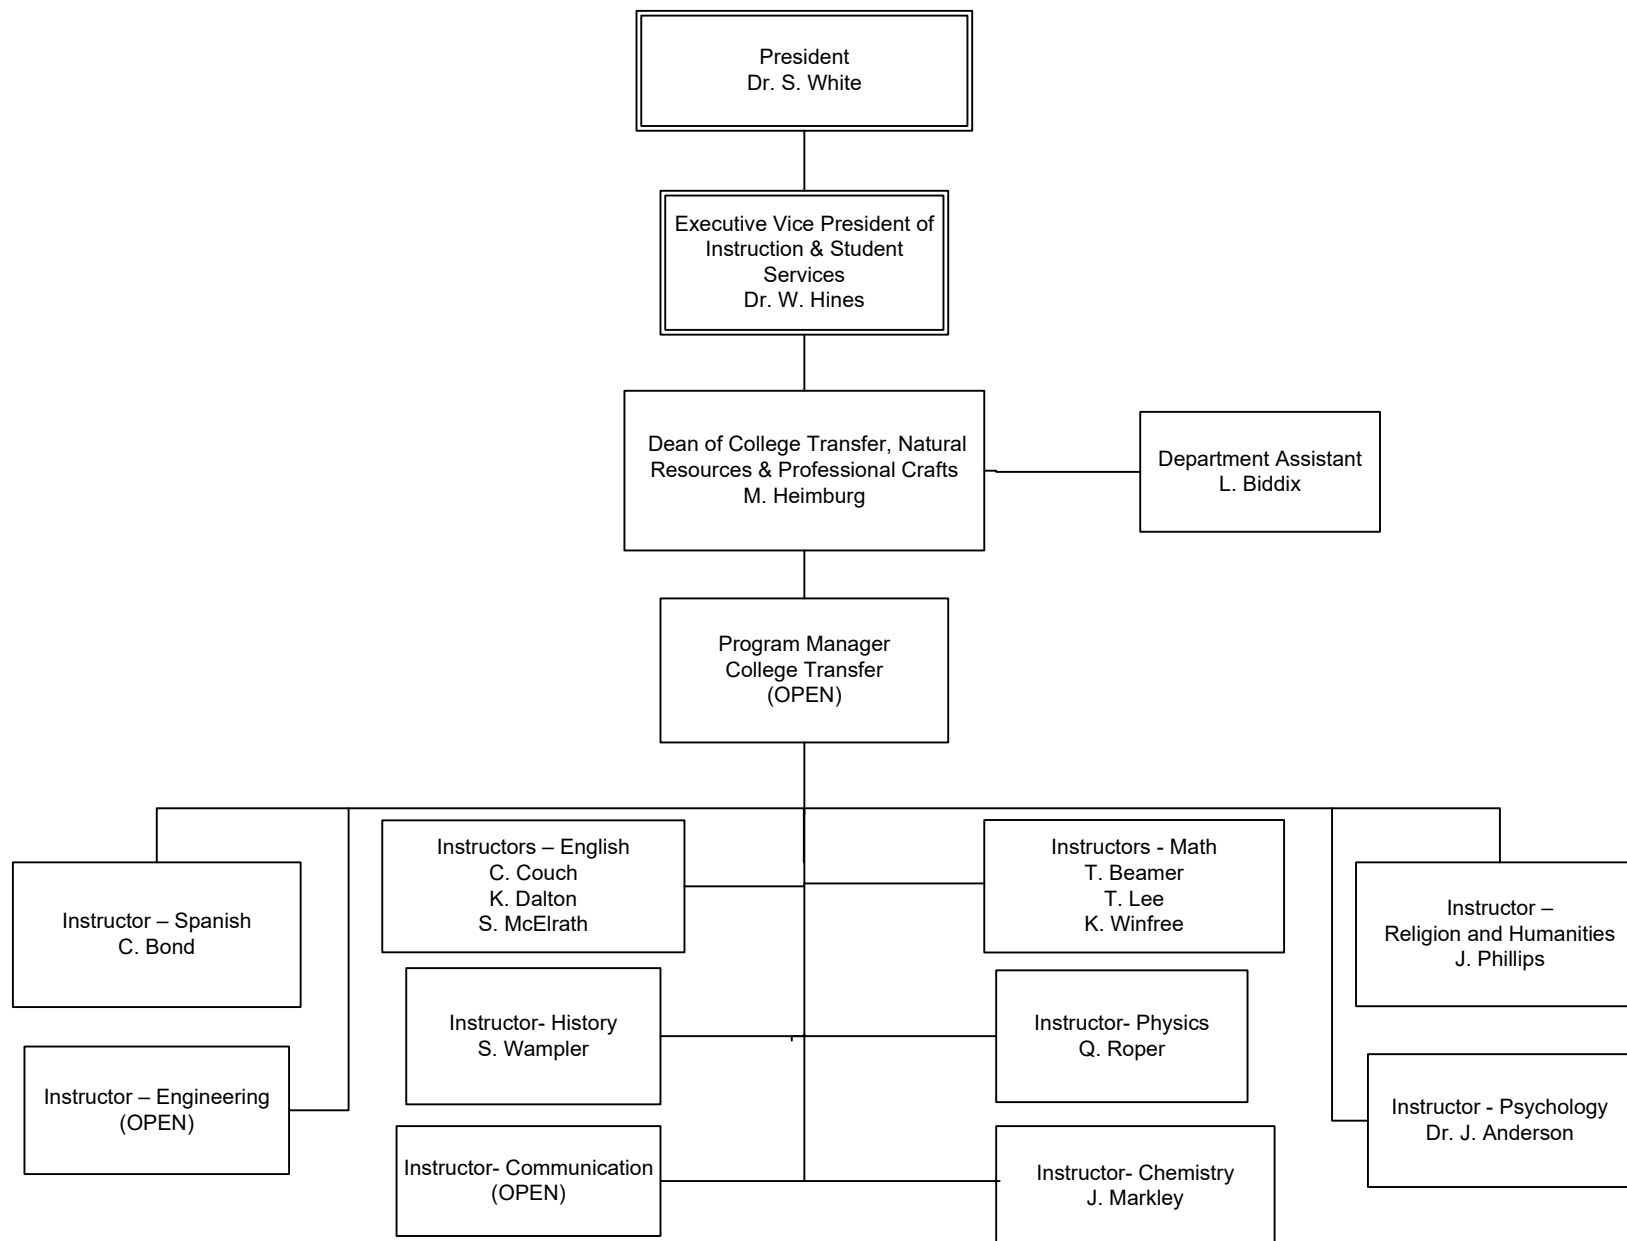 President
Dr. S. White
Executive Vice President of
Instruction & Student
Services
Dr. W. Hines
Dean of College Transfer, Natural
Resources & Professional Crafts
M. Heimburg
Department Assistant
L. Biddix
Program Manager
College Transfer
(OPEN)
Instructors – English
C. Couch
K. Dalton
S. McElrath
Instructors - Math
T. Beamer
T. Lee
K. Winfree
Instructor – Spanish
C. Bond
Instructor –
Religion and Humanities
J. Phillips
Instructor- History
S. Wampler
Instructor- Physics
Q. Roper
Instructor – Engineering
(OPEN)
Instructor - Psychology
Dr. J. Anderson
Instructor- Communication
(OPEN)
Instructor- Chemistry
J. Markley